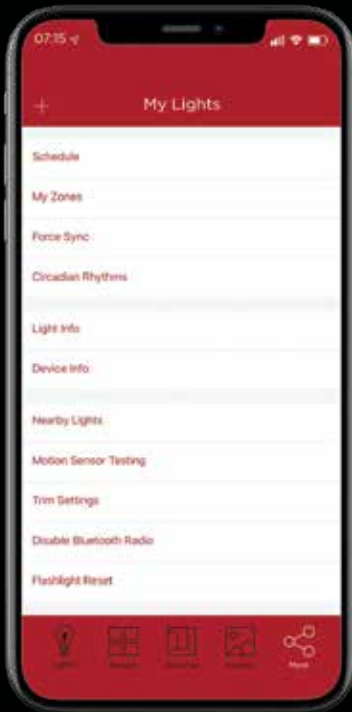 07:15
My Lights
Schedule
My Zones
Force Sync
Circadian Rhythms
Light Info
Device Info
Nearby Lights
Motion Sensor Testing
Trim Settings
Disable Bluetooth Radio
Flashlight Reset
More